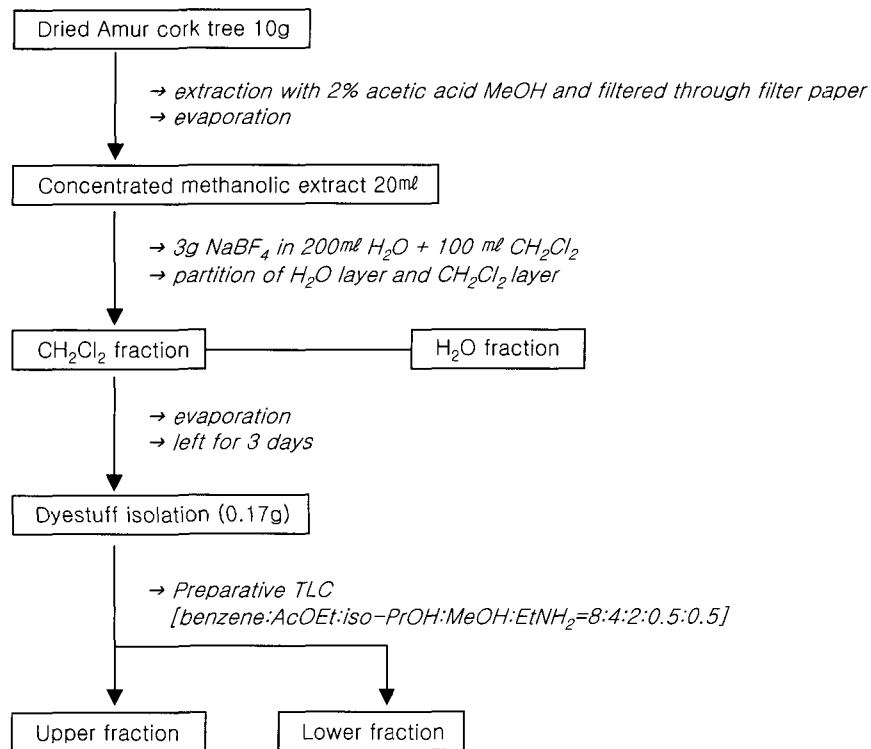 Dried Amur cork tree 10g
→ extraction with 2% acetic acid MeOH and filtered through filter paper
→ evaporation
Concentrated methanolic extract 20㎖
→ 3g NaBF₄ in 200㎖ H₂O + 100 ㎖ CH₂Cl₂
→ partition of H₂O layer and CH₂Cl₂ layer
CH₂Cl₂ fraction
H₂O fraction
→ evaporation
→ left for 3 days
Dyestuff isolation (0.17g)
→ Preparative TLC
[benzene:AcOEt:iso-PrOH:MeOH:EtNH₂=8:4:2:0.5:0.5]
Upper fraction
Lower fraction